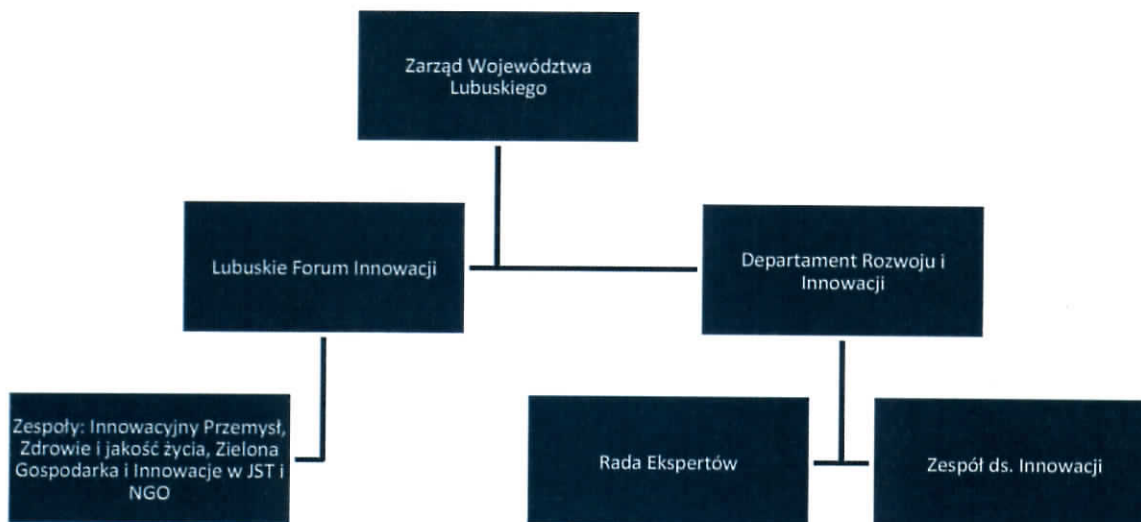 Zarząd Województwa
Lubuskiego
Lubuskie Forum Innowacji
Departament Rozwoju i
Innowacji
Zespoły: Innowacyjny Przemysł,
Zdrowie i jakość życia, Zielona
Gospodarka i Innowacje w JST i
NGO
Rada Ekspertów
Zespół ds. Innowacji